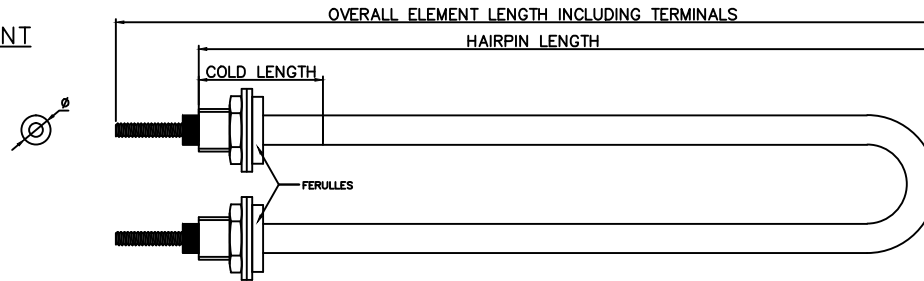 OVERALL ELEMENT LENGTH INCLUDING TERMINALS
NT
HAIRPIN LENGTH
COLD LENGTH
ø
FERULLES